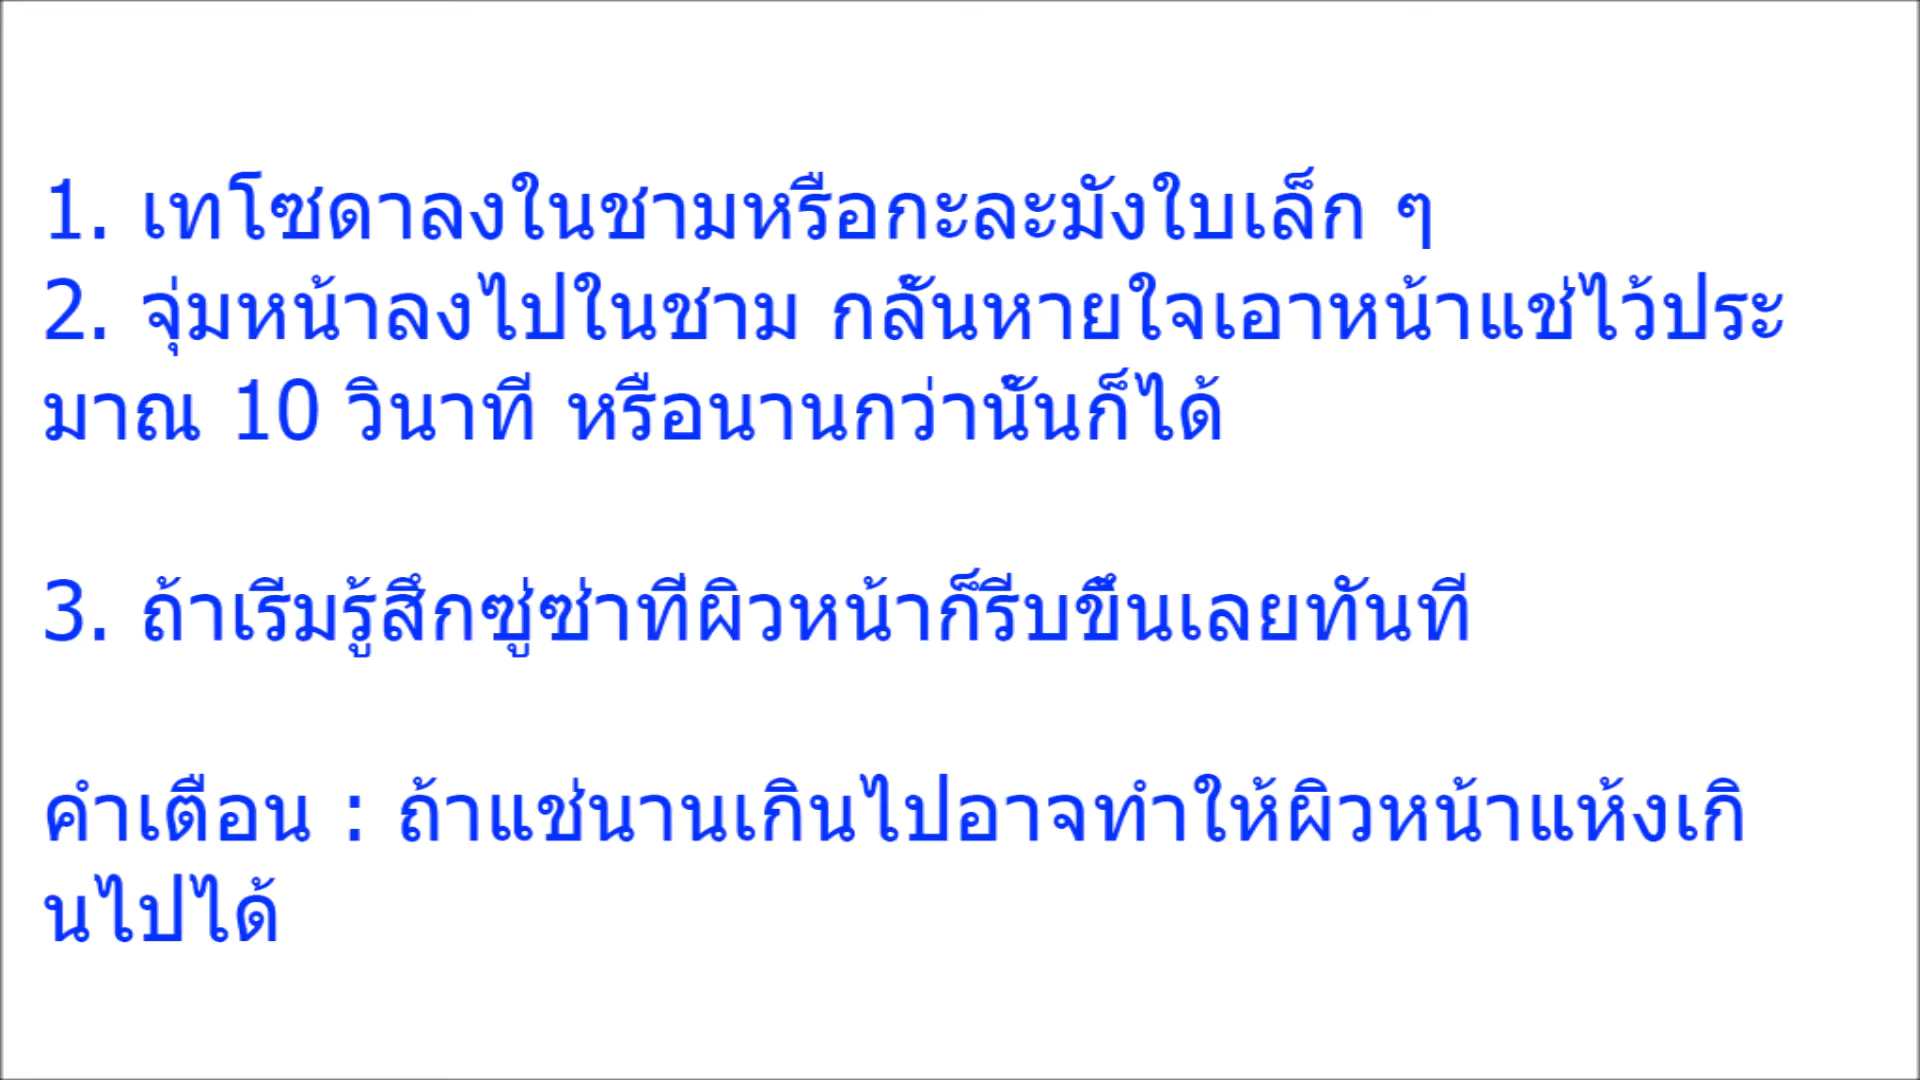 1. เทโซดาลงในชามหรือกะละมังใบเล็ก ๆ
2. จุ่มหน้าลงไปในชาม กลั้นหายใจเอาหน้าแช่ไว้ประ
มาณ 10 วินาที หรือนานกว่านั้นก็ได้
3. ถ้าเริ่มรู้สึกซู่ซ่าที่ผิวหน้าก็รีบขึ้นเลยทันที
คำเตือน : ถ้าแช่นานเกินไปอาจทำให้ผิวหน้าแห้งเกิ
นไปได้